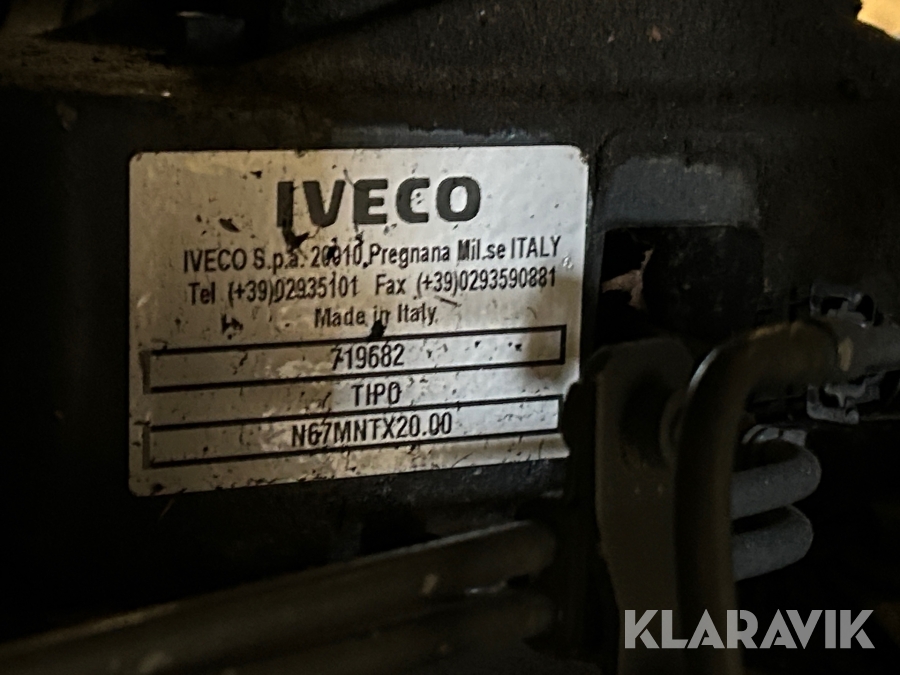 IVECO
IVECO S.p.a. 20010 Pregnana Mil.se ITALY
Tel (+39)02935101 Fax (+39)0293590881
Made in Italy
719682
TIPO
N67MNTX20.00
KLARAVIK